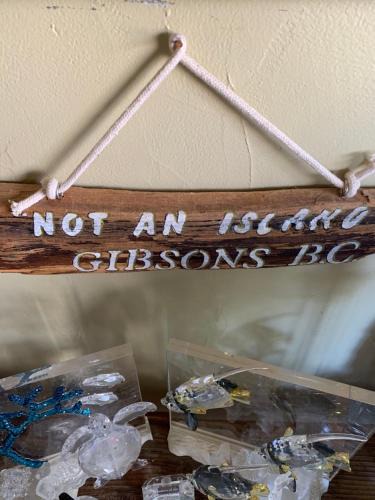 NOT AN ISLAND
GIBSONS BC